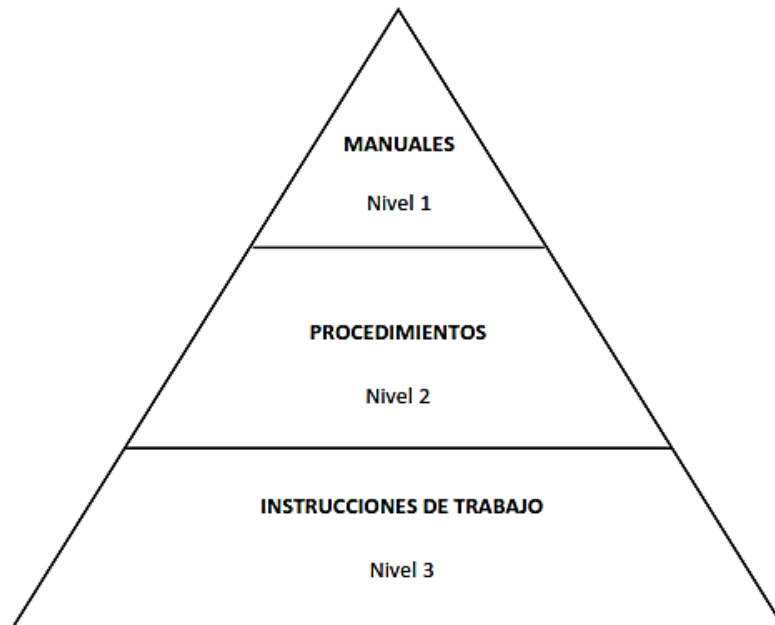 MANUALES
Nivel 1
PROCEDIMIENTOS
Nivel 2
INSTRUCCIONES DE TRABAJO
Nivel 3